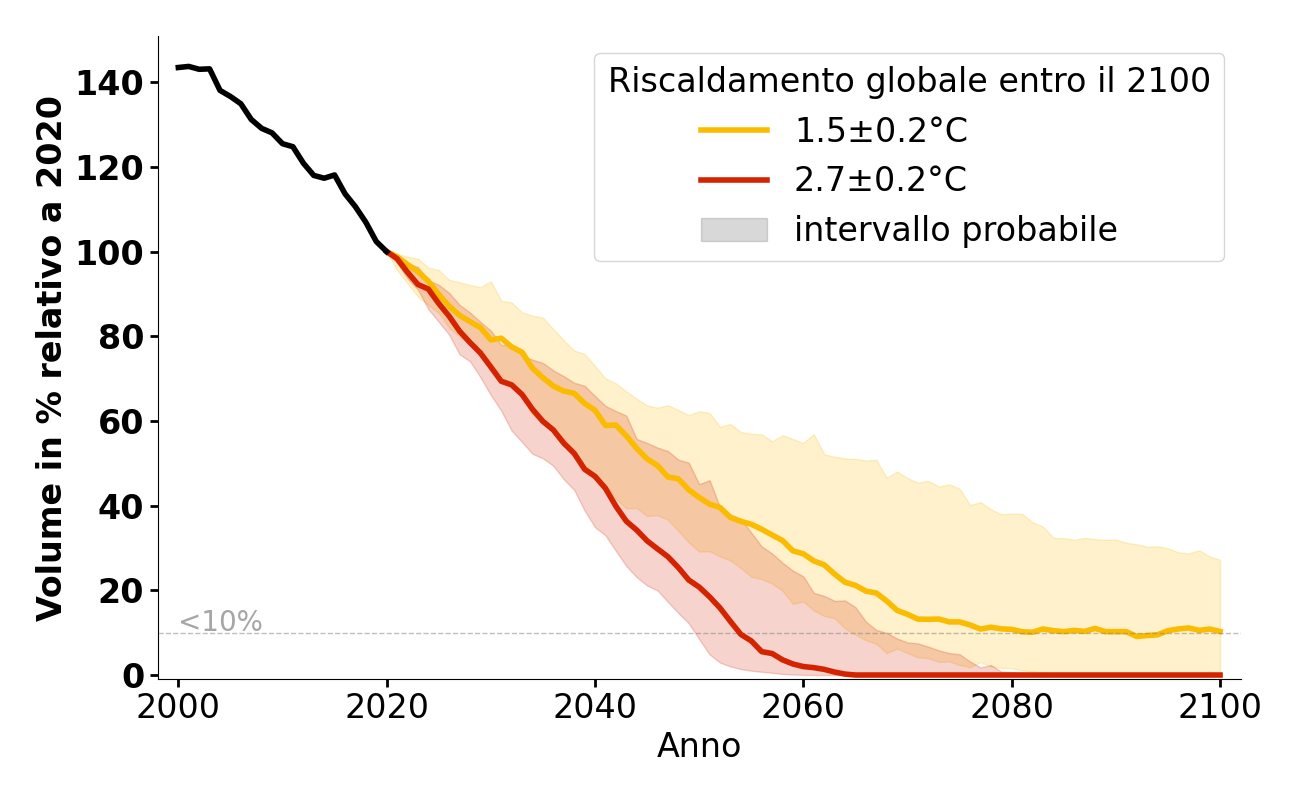 Volume in % relativo a 2020
140
120
100
80
60
40
20
0
<10%
Riscaldamento globale entro il 2100
1.5±0.2°C
2.7±0.2°C
intervallo probabile
2000 2020 2040 2060 2080 2100
Anno